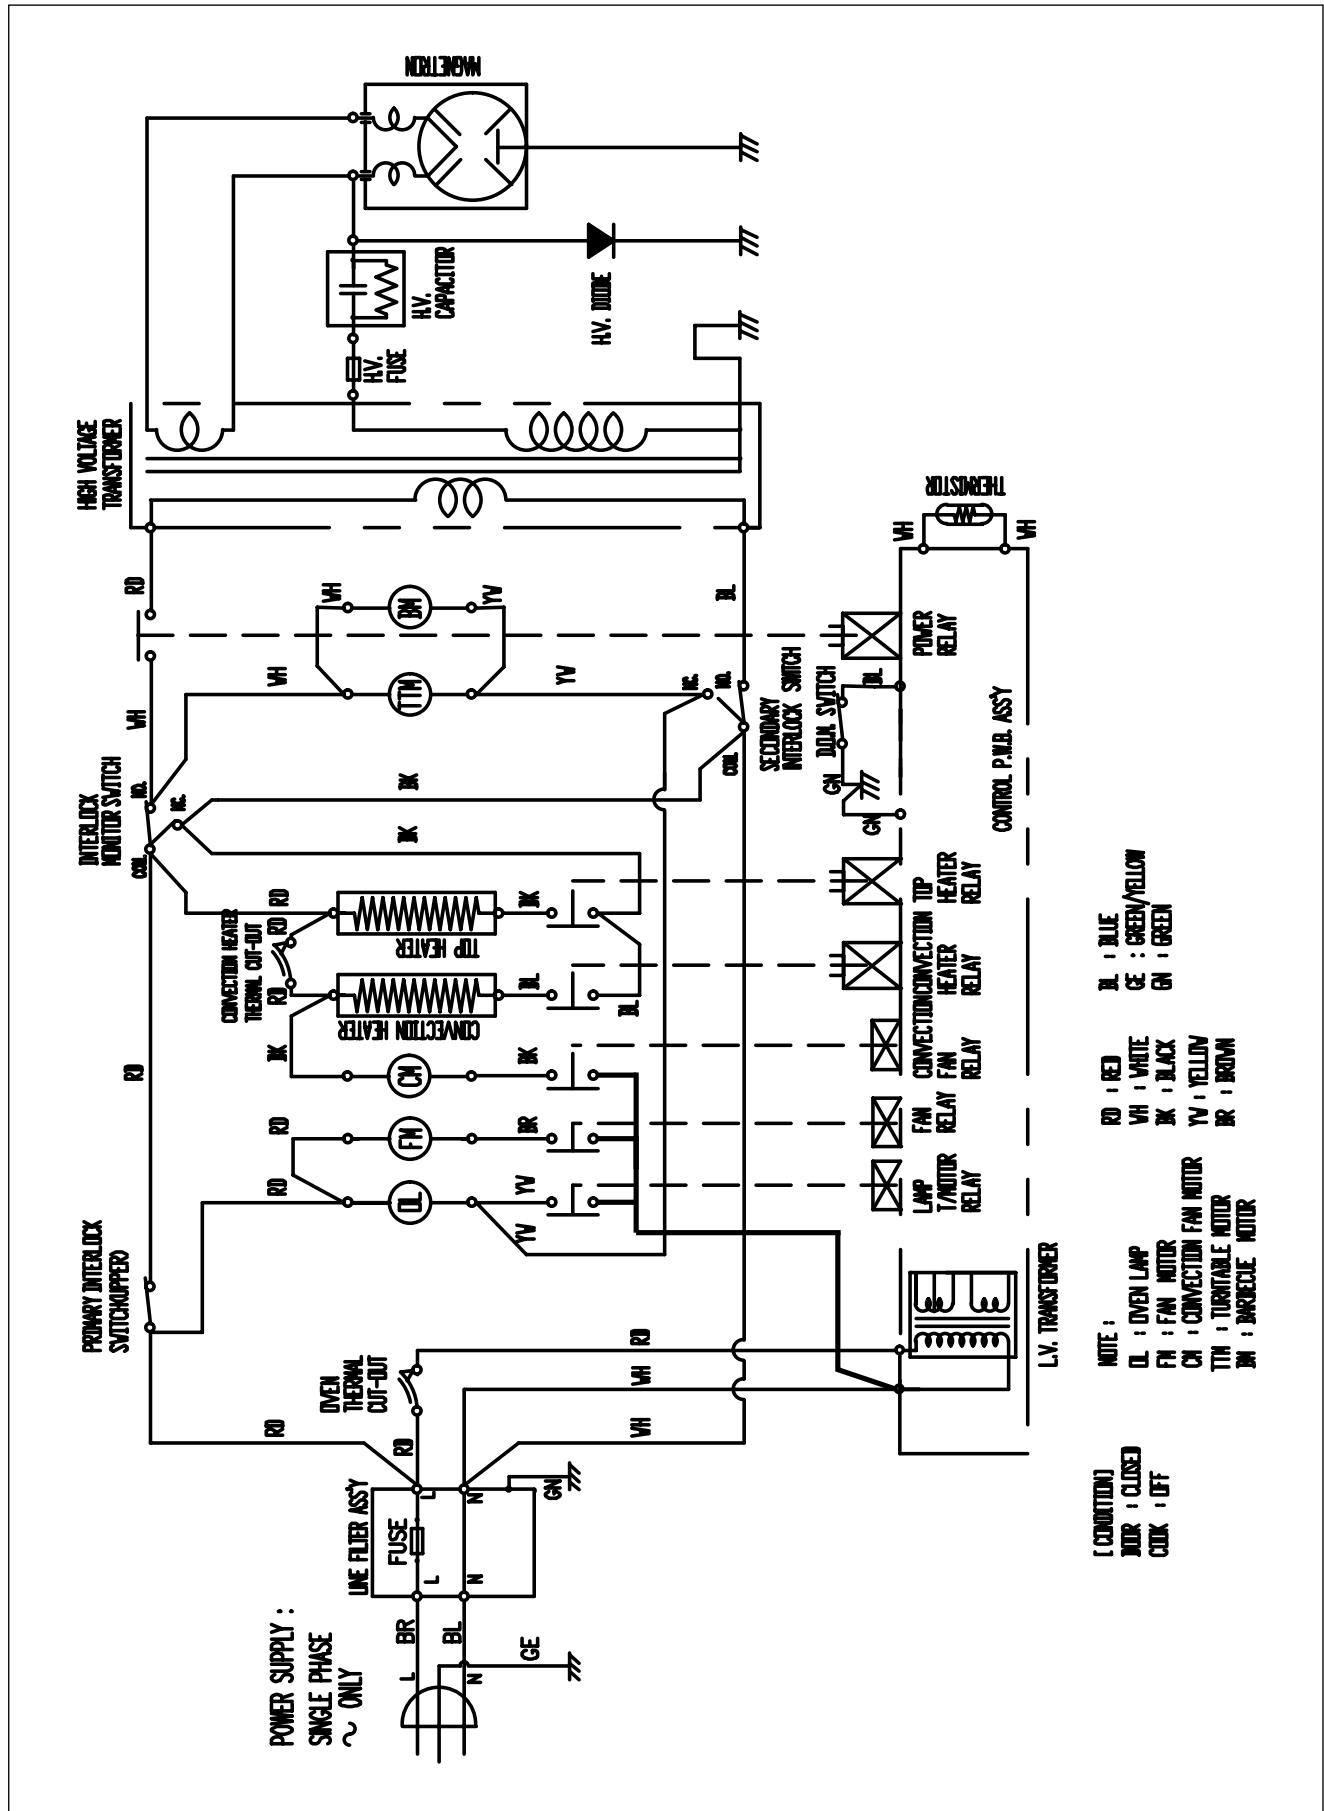 MAGNETRON
H.V.
CAPACITOR
H.V. DIODE
H.V.
FUSE
HIGH VOLTAGE
TRANSFORMER
THERMISTOR
WH
WH
RD
WH
BM
YW
BL
POWER
RELAY
WH
TTM
YW
NC.
NO.
SECONDARY
INTERLOCK SWITCH
D.O.M. SWITCH
BL
WH
INTERLOCK
MONITOR SWITCH
NO.
NC.
COM.
BK
BK
COM.
GN
GN
CONTROL P.W.B. ASS'Y
RD
RD
TOP HEATER
BK
TOP
HEATER
RELAY
CONVECTION HEATER
THERMAL CUT-OUT
RD
CONVECTION HEATER
BL
BL
CONVECTION
HEATER
RELAY
RD
BK
CM
BK
CONVECTION
FAN
RELAY
RD
FM
BR
FAN
RELAY
RD
OL
YW
YW
LAMP
T/MOTOR
RELAY
PRIMARY INTERLOCK
SWITCH(UPPER)
L.V. TRANSFORMER
RD
WH
WH
OVEN
THERMAL
CUT-OUT
RD
RD
LINE FILTER ASS'Y
FUSE
L
N
L
N
GN
BR
BL
L
N
GE
POWER SUPPLY :
SINGLE PHASE
~ ONLY
[ CONDITION]
DOOR : CLOSED
COOK : OFF
NOTE :
OL : OVEN LAMP
FM : FAN MOTOR
CM : CONVECTION FAN MOTOR
TTM : TURNTABLE MOTOR
BM : BARBECUE MOTOR
RD : RED
WH : WHITE
BK : BLACK
YW : YELLOW
BR : BROWN
BL : BLUE
GE : GREEN/YELLOW
GN : GREEN